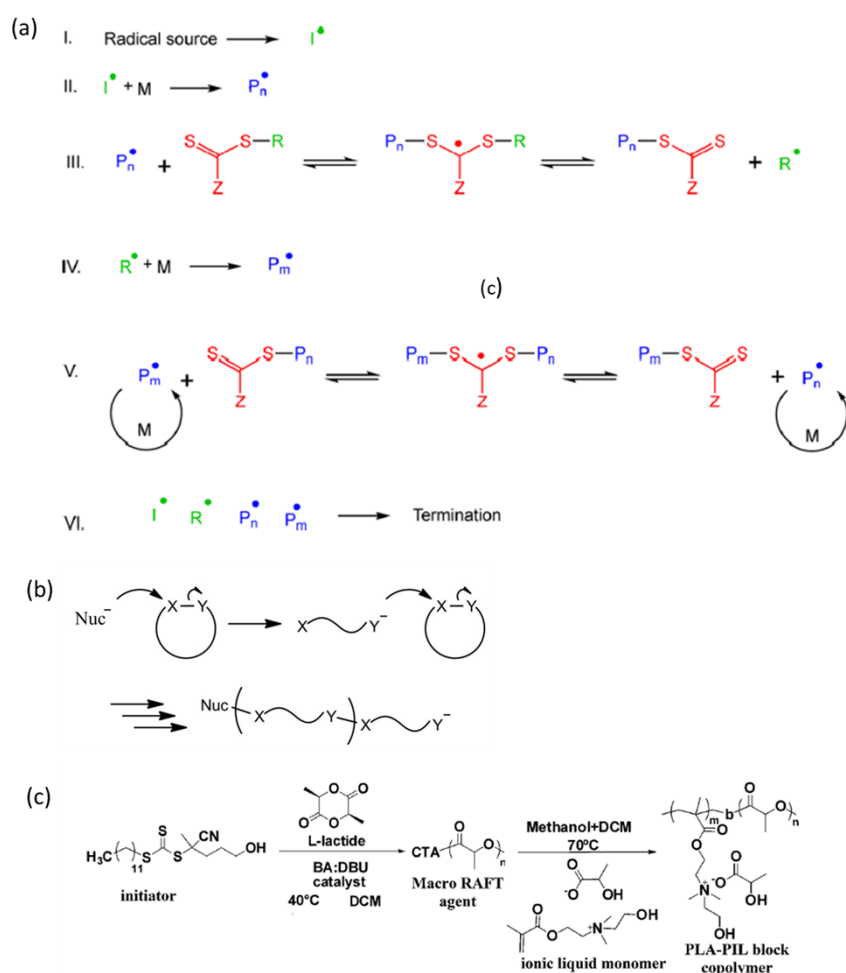 (a)
I. Radical source I•
II. I• + M Pn•
III. Pn• + S S–R Z Pn–S • S–R Z Pn–S S Z + R•
IV. R• + M Pm•
(c)
V. Pm• M + S S–Pn Z Pm–S • S–Pn Z Pm–S S Z + Pn• M
VI. I• R• Pn• Pm• Termination
(b)
Nuc– X–Y X Y– X–Y
Nuc ( X Y ) X Y–
(c)
H3C ( ) 11 S S S CN OH
initiator
O O O O
L-lactide
BA:DBU
catalyst
40°C DCM
CTA ( O O ) n
Macro RAFT
agent
Methanol+DCM
70°C
O –O OH
O O N+ OH
ionic liquid monomer
( ) m b ( O O ) n
O O
N+ –O O OH
OH
PLA-PIL block
copolymer